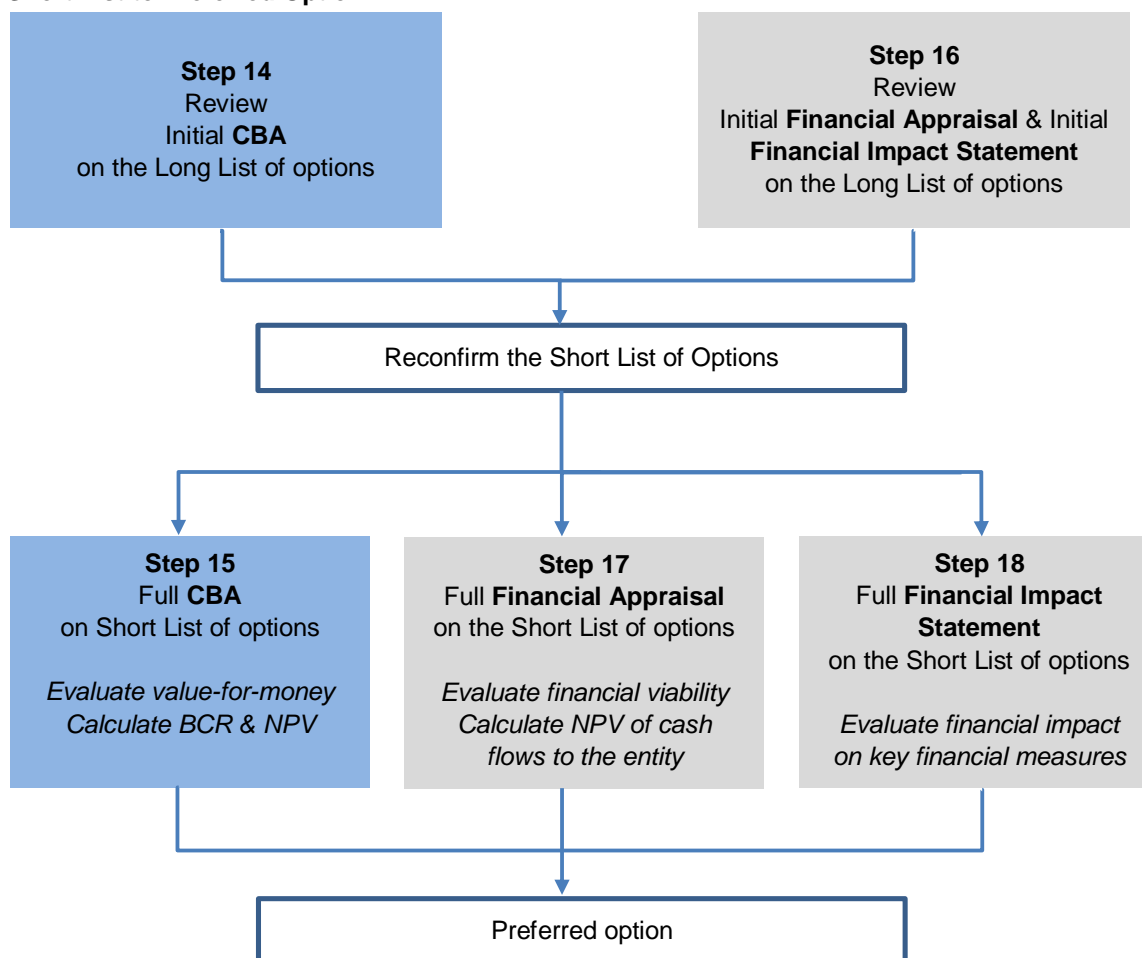 Step 14
Review
Initial CBA
on the Long List of options
Step 16
Review
Initial Financial Appraisal & Initial
Financial Impact Statement
on the Long List of options
Reconfirm the Short List of Options
Step 15
Full CBA
on Short List of options
Evaluate value-for-money
Calculate BCR & NPV
Step 17
Full Financial Appraisal
on the Short List of options
Evaluate financial viability
Calculate NPV of cash
flows to the entity
Step 18
Full Financial Impact
Statement
on the Short List of options
Evaluate financial impact
on key financial measures
Preferred option